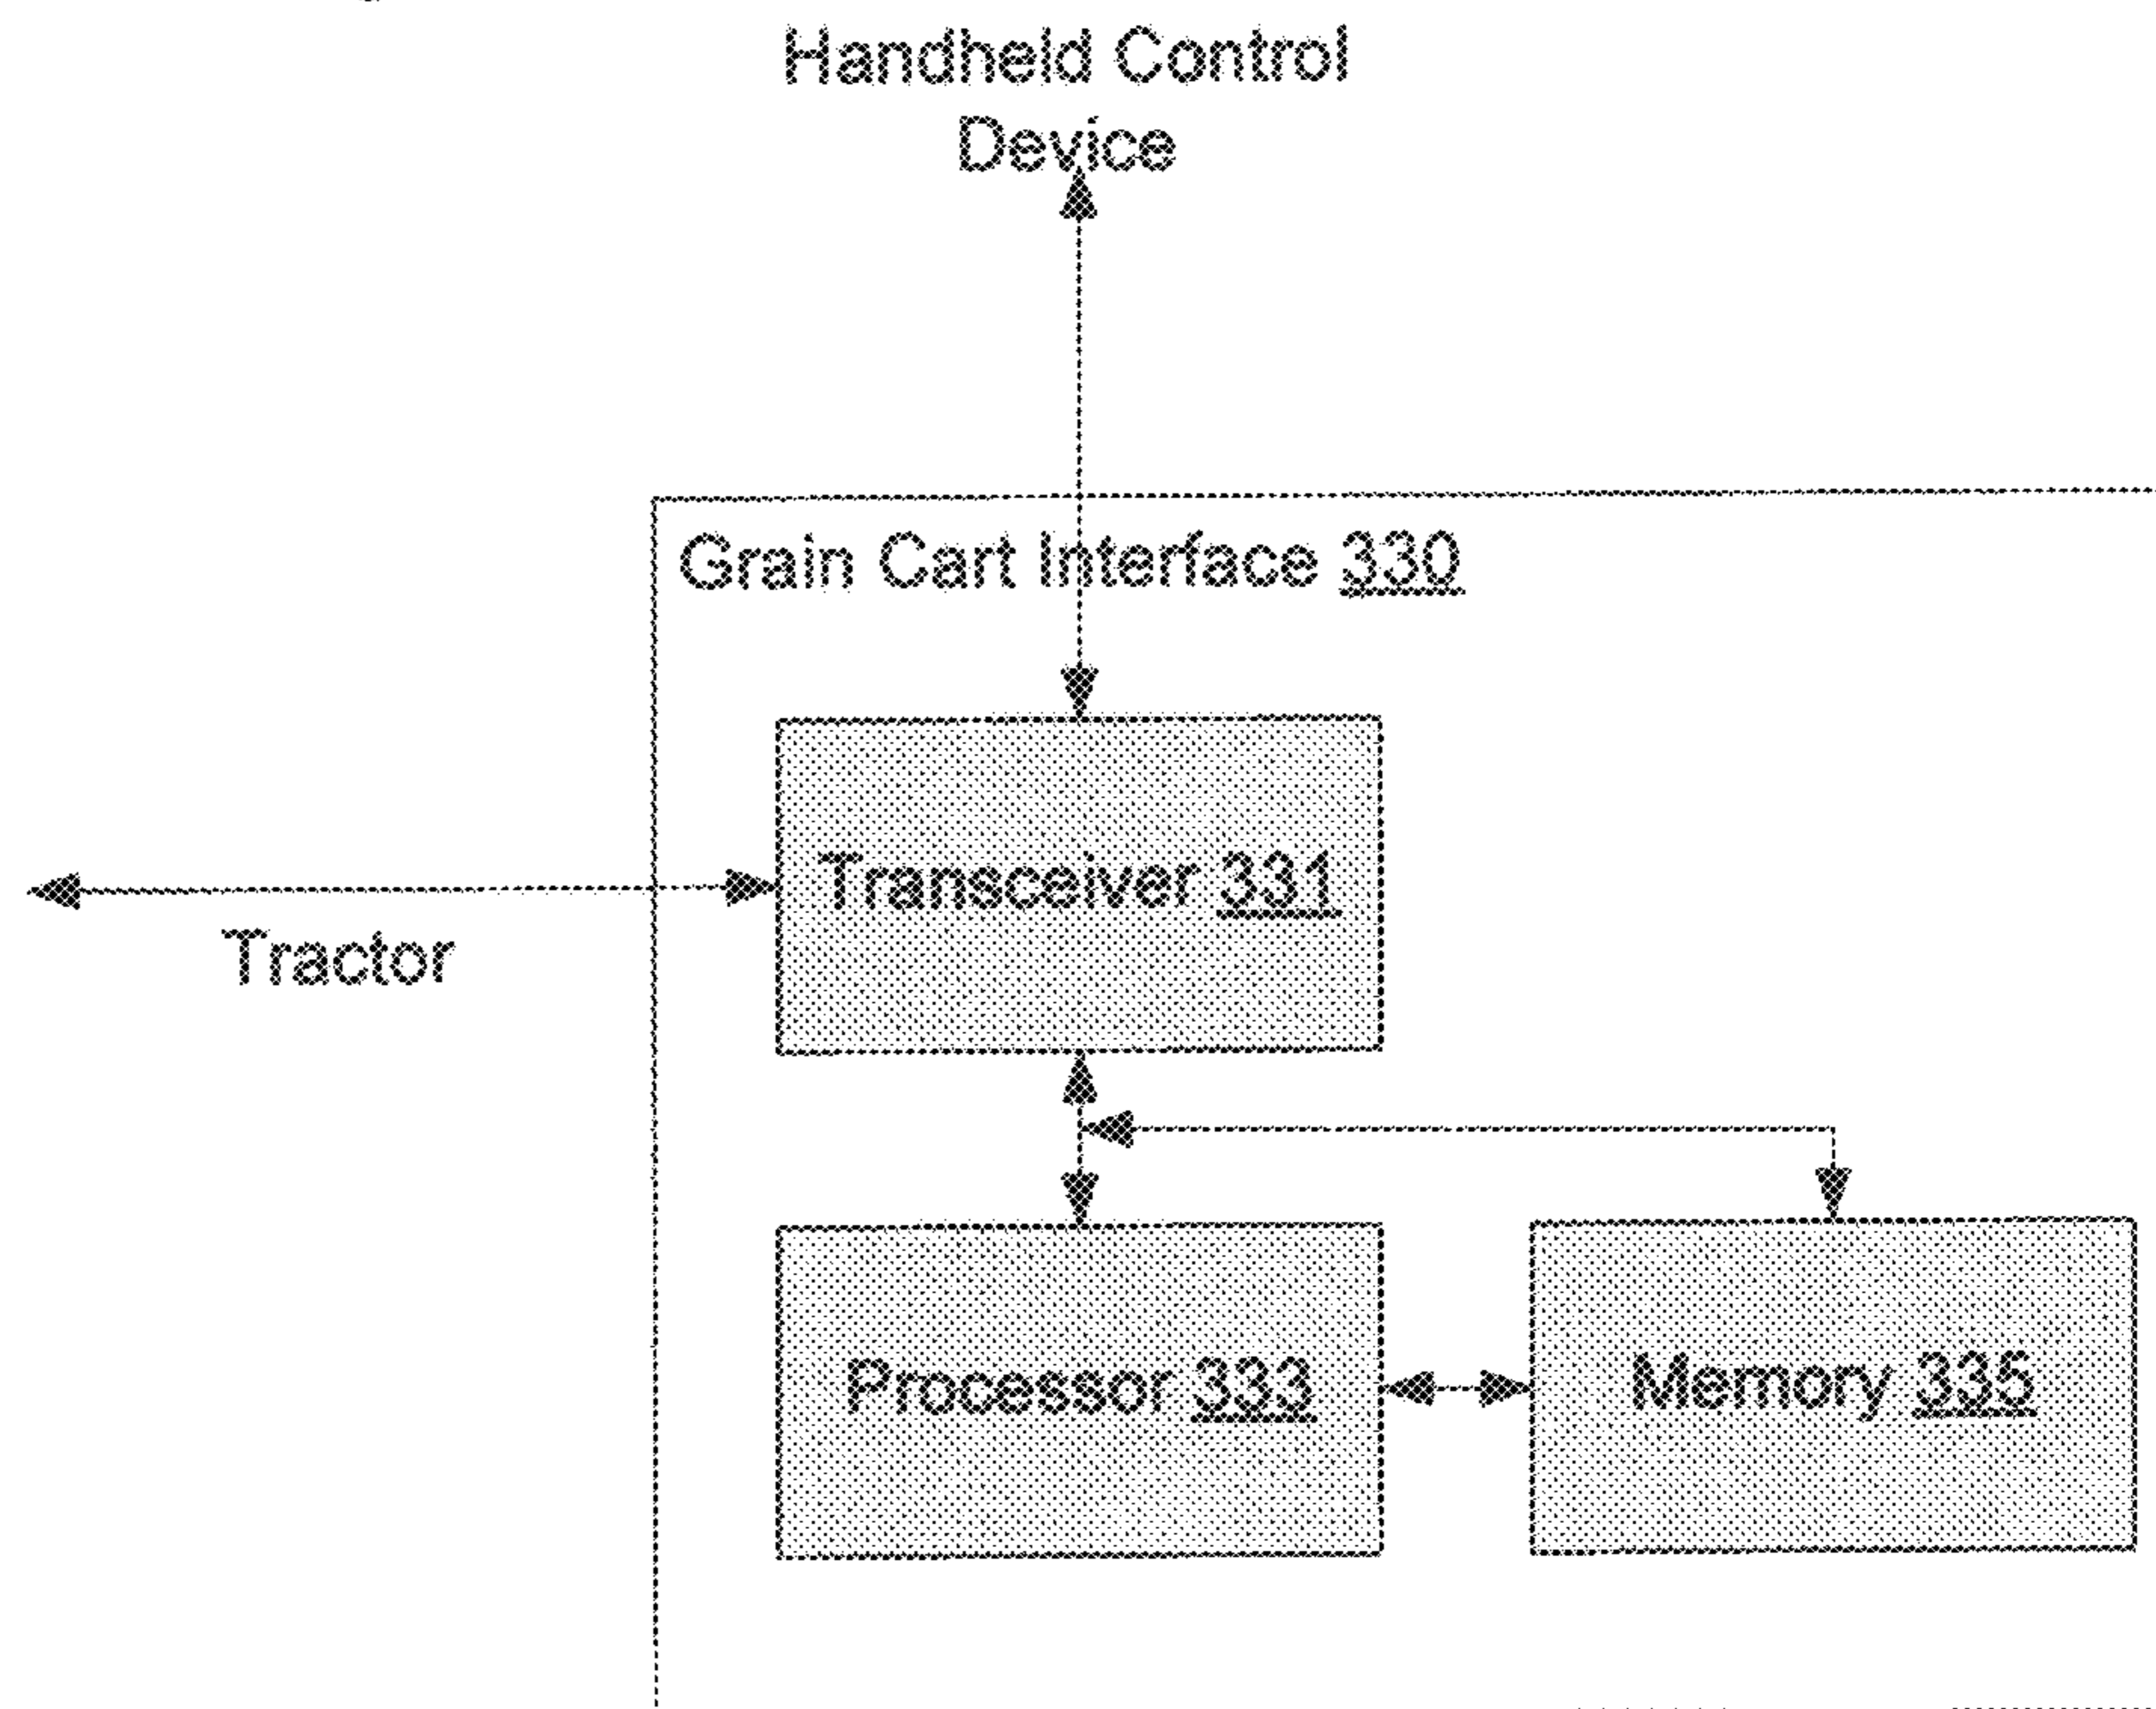 Handheld Control
Device
Grain Cart Interface 330
Transceiver 331
Tractor
Processor 333
Memory 335